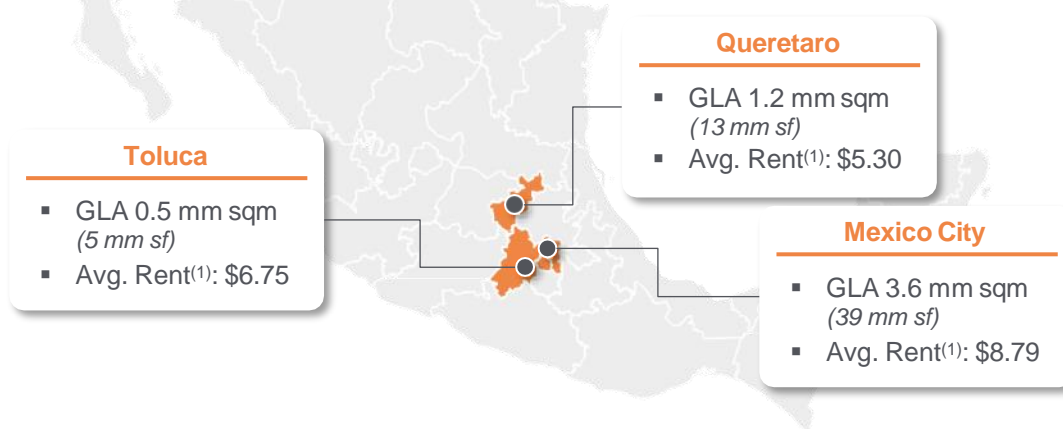 Queretaro
▪ GLA 1.2 mm sqm
(13 mm sf)
▪ Avg. Rent(1): $5.30
Toluca
▪ GLA 0.5 mm sqm
(5 mm sf)
▪ Avg. Rent(1): $6.75
Mexico City
▪ GLA 3.6 mm sqm
(39 mm sf)
▪ Avg. Rent(1): $8.79